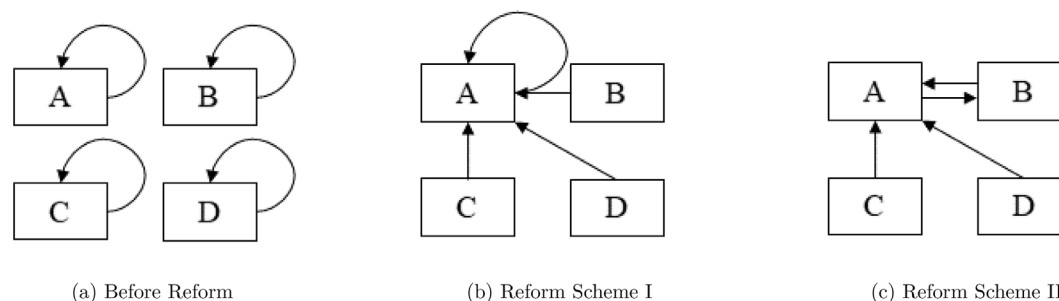 A B
C D
A B
C D
A B
C D
(a) Before Reform
(b) Reform Scheme I
(c) Reform Scheme II